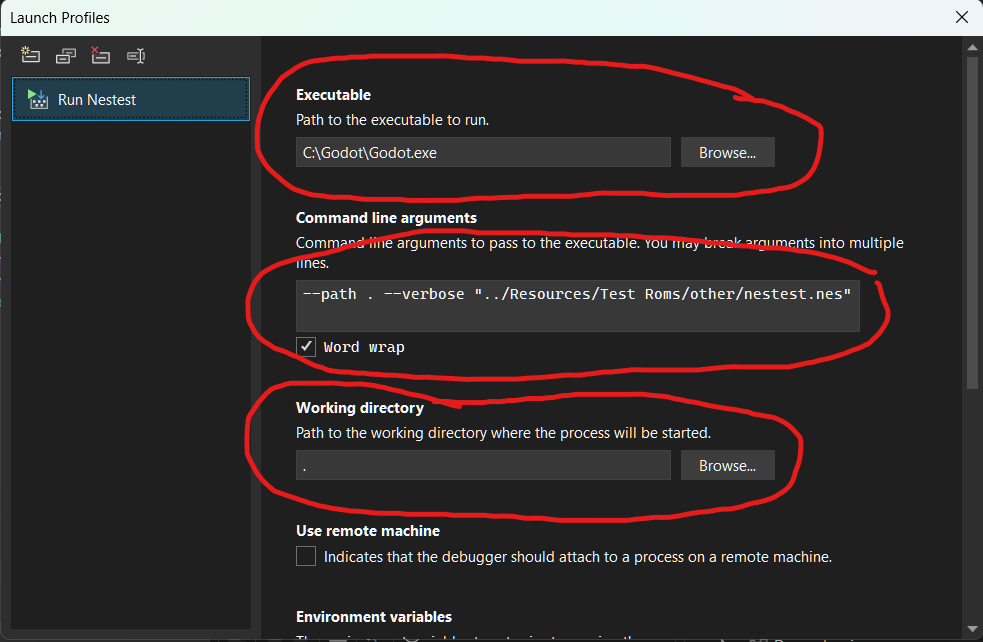 Launch Profiles
Run Nestest
Executable
Path to the executable to run.
C:\Godot\Godot.exe
Browse...
Command line arguments
Command line arguments to pass to the executable. You may break arguments into multiple
lines.
--path . --verbose "../Resources/Test Roms/other/nestest.nes"
Word wrap
Working directory
Path to the working directory where the process will be started.
.
Browse...
Use remote machine
Indicates that the debugger should attach to a process on a remote machine.
Environment variables